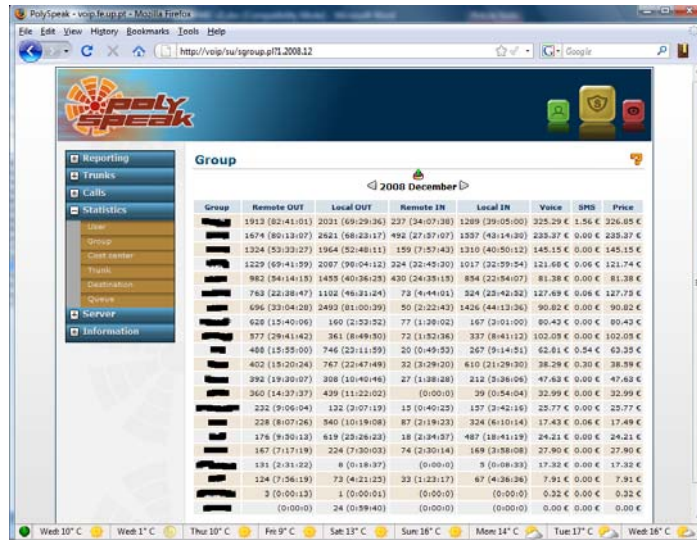 PolySpeak - voip.fe.up.pt - Mozilla Firefox
File Edit View History Bookmarks Tools Help
http://voip/su/sgroup.pl?1.2008.12
Google
poly speak
Reporting
Trunks
Calls
Statistics
User
Group
Cost center
Trunk
Destination
Queue
Server
Information
Group
2008 December
Group Remote OUT Local OUT Remote IN Local IN Voice SMS Price
1913 (82:41:01) 2031 (69:29:36) 237 (34:07:38) 1289 (39:05:00) 325.29 € 1.56 € 326.85 €
1674 (80:13:07) 2621 (68:23:17) 492 (27:57:07) 1557 (43:14:30) 235.37 € 0.00 € 235.37 €
1324 (53:33:27) 1964 (52:48:11) 159 (7:57:43) 1310 (40:50:12) 145.15 € 0.00 € 145.15 €
1229 (69:41:59) 2087 (98:04:12) 324 (32:45:30) 1017 (32:59:54) 121.68 € 0.06 € 121.74 €
982 (54:14:15) 1455 (40:36:25) 430 (24:35:15) 854 (22:54:07) 81.38 € 0.00 € 81.38 €
763 (22:38:47) 1102 (46:31:24) 73 (4:44:01) 524 (25:42:52) 127.69 € 0.06 € 127.75 €
696 (33:04:28) 2493 (81:00:39) 50 (2:22:43) 1426 (44:13:36) 90.82 € 0.00 € 90.82 €
628 (15:40:06) 160 (2:53:52) 77 (1:38:02) 167 (3:01:00) 80.43 € 0.00 € 80.43 €
577 (29:41:42) 361 (8:49:50) 72 (1:52:36) 337 (8:41:12) 102.05 € 0.00 € 102.05 €
488 (15:55:00) 746 (23:11:59) 20 (0:49:53) 267 (9:14:51) 62.81 € 0.54 € 63.35 €
402 (15:20:24) 767 (22:47:49) 32 (3:29:20) 610 (21:29:30) 38.29 € 0.30 € 38.59 €
392 (19:30:07) 308 (10:40:46) 27 (1:38:28) 212 (5:36:06) 47.63 € 0.00 € 47.63 €
360 (14:37:37) 439 (11:22:02) (0:00:0) 39 (0:54:04) 32.99 € 0.00 € 32.99 €
232 (9:06:04) 132 (3:07:19) 15 (0:40:25) 157 (3:42:16) 25.77 € 0.00 € 25.77 €
228 (8:07:26) 540 (10:19:08) 87 (2:19:23) 324 (6:10:14) 17.43 € 0.06 € 17.49 €
176 (9:50:13) 619 (25:26:23) 18 (2:34:57) 487 (18:41:19) 24.21 € 0.00 € 24.21 €
167 (7:17:19) 224 (7:30:03) 74 (2:30:14) 169 (3:58:08) 27.90 € 0.00 € 27.90 €
131 (2:31:22) 8 (0:18:37) (0:00:0) 5 (0:08:33) 17.32 € 0.00 € 17.32 €
124 (7:56:19) 73 (4:21:25) 33 (1:23:17) 67 (4:36:36) 7.91 € 0.00 € 7.91 €
3 (0:00:13) 1 (0:00:01) (0:00:0) (0:00:0) 0.32 € 0.00 € 0.32 €
(0:00:0) 24 (0:59:40) (0:00:0) (0:00:0) 0.00 € 0.00 € 0.00 €
Wed: 10° C Wed: 1° C Thu: 10° C Fri: 9° C Sat: 13° C Sun: 16° C Mon: 14° C Tue: 17° C Wed: 16° C